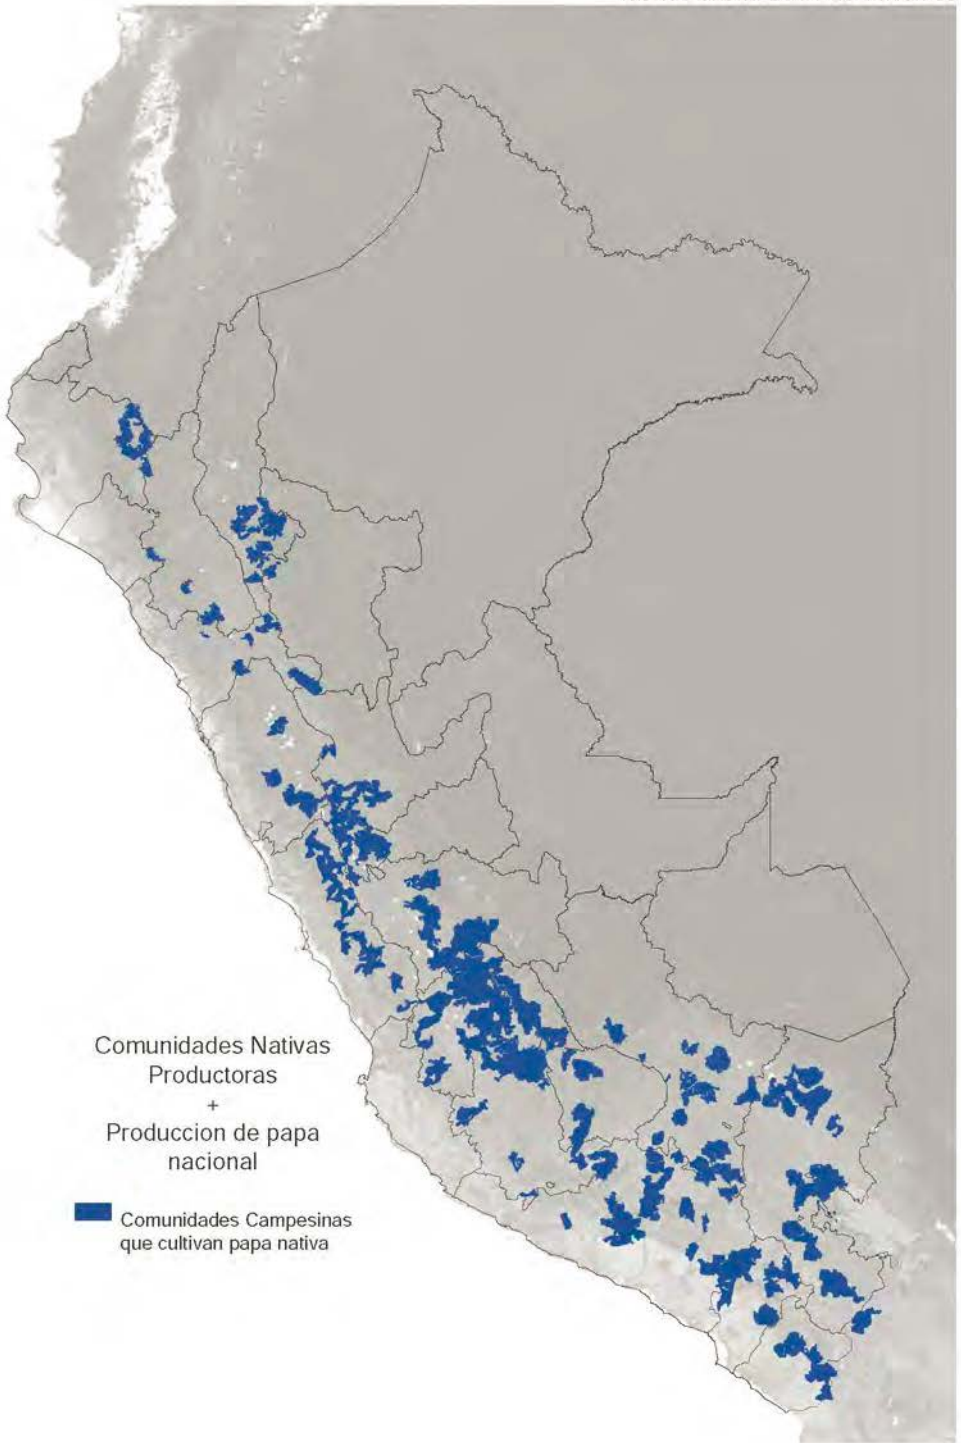 Comunidades Nativas
Productoras
+
Produccion de papa
nacional
Comunidades Campesinas
que cultivan papa nativa